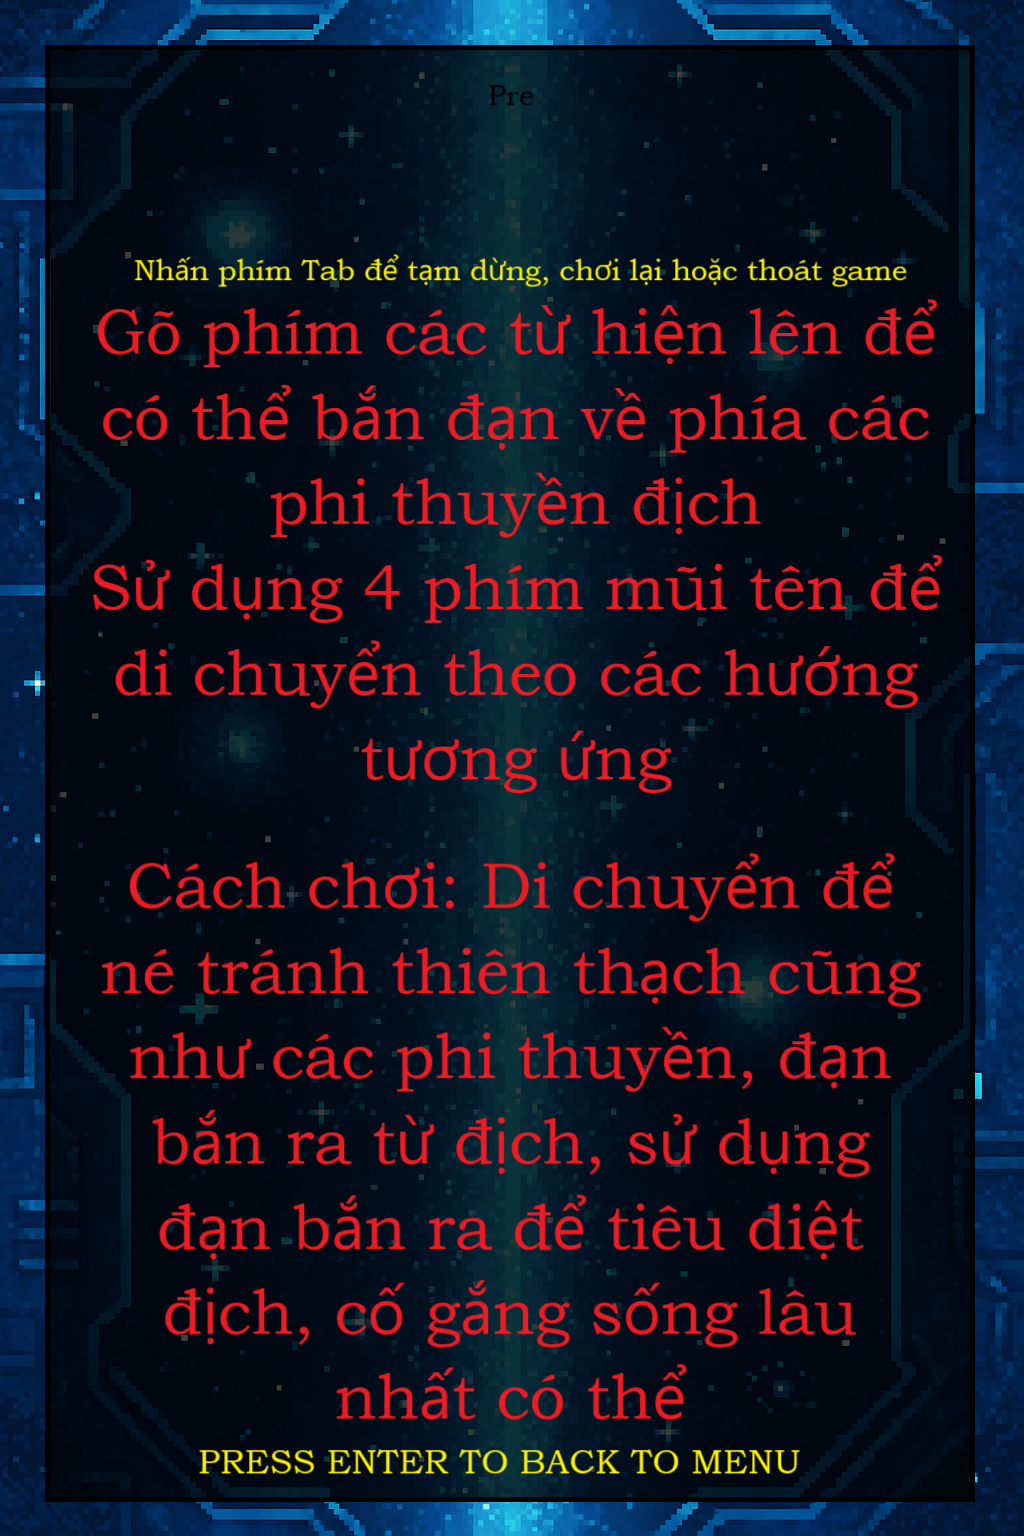 Pre
Nhấn phím Tab để tạm dừng, chơi lại hoặc thoát game
Gõ phím các từ hiện lên để
có thể bắn đạn về phía các
phi thuyền địch
Sử dụng 4 phím mũi tên để
di chuyển theo các hướng
tương ứng
Cách chơi: Di chuyển để
né tránh thiên thạch cũng
như các phi thuyền, đạn
bắn ra từ địch, sử dụng
đạn bắn ra để tiêu diệt
địch, cố gắng sống lâu
nhất có thể
PRESS ENTER TO BACK TO MENU